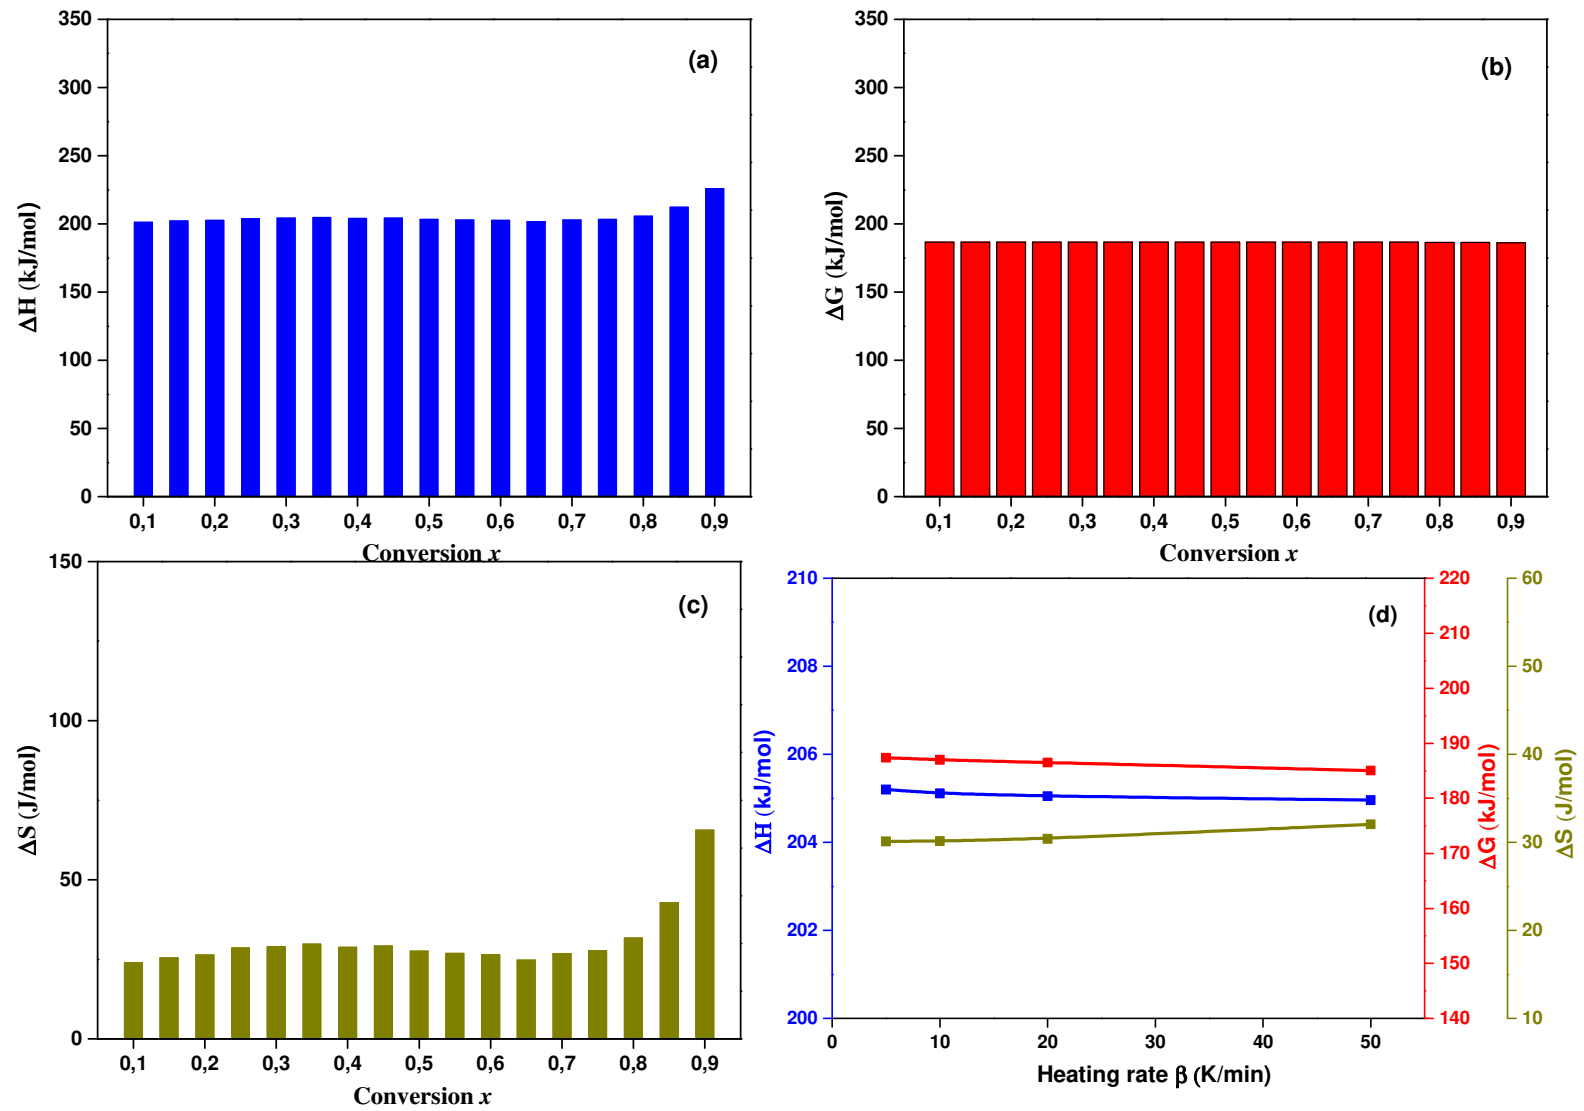 (a)
350
300
250
200
150
100
50
0
ΔH (kJ/mol)
0,1 0,2 0,3 0,4 0,5 0,6 0,7 0,8 0,9
Conversion x
(b)
350
300
250
200
150
100
50
0
ΔG (kJ/mol)
0,1 0,2 0,3 0,4 0,5 0,6 0,7 0,8 0,9
Conversion x
(c)
150
100
50
0
ΔS (J/mol)
0,1 0,2 0,3 0,4 0,5 0,6 0,7 0,8 0,9
Conversion x
(d)
210
208
206
204
202
200
ΔH (kJ/mol)
220
210
200
190
180
170
160
150
140
ΔG (kJ/mol)
60
50
40
30
20
10
ΔS (J/mol)
0 10 20 30 40 50
Heating rate β (K/min)